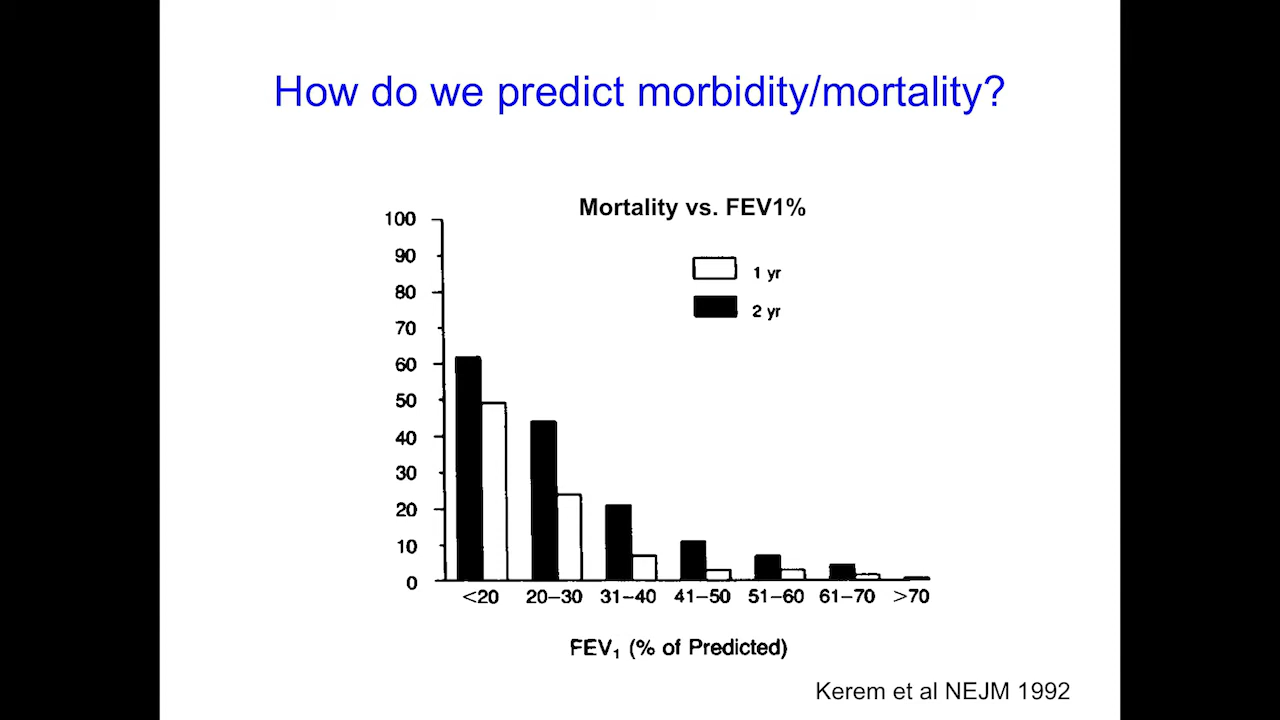 How do we predict morbidity/mortality?
Mortality vs. FEV1%
1 yr
2 yr
100
90
80
70
60
50
40
30
20
10
0
<20 20–30 31–40 41–50 51–60 61–70 >70
FEV₁ (% of Predicted)
Kerem et al NEJM 1992